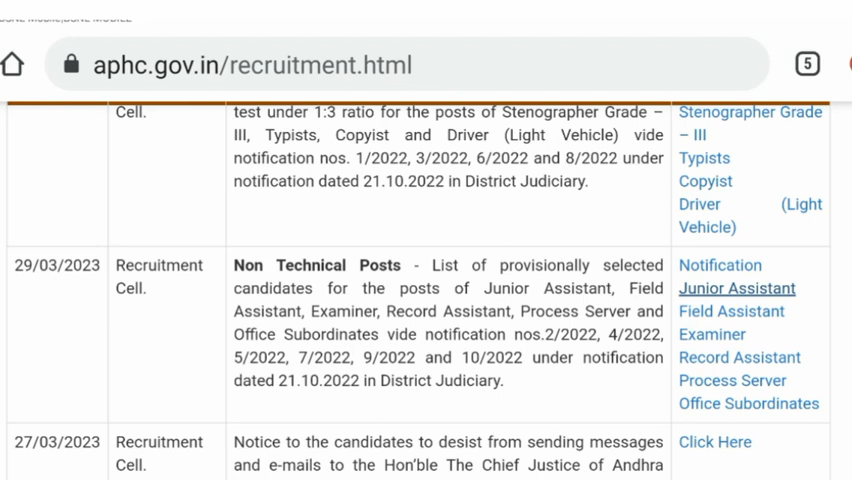 aphc.gov.in/recruitment.html
5
Cell.
test under 1:3 ratio for the posts of Stenographer Grade –
III, Typists, Copyist and Driver (Light Vehicle) vide
notification nos. 1/2022, 3/2022, 6/2022 and 8/2022 under
notification dated 21.10.2022 in District Judiciary.
Stenographer Grade
– III
Typists
Copyist
Driver (Light
Vehicle)
29/03/2023
Recruitment
Cell.
Non Technical Posts - List of provisionally selected
candidates for the posts of Junior Assistant, Field
Assistant, Examiner, Record Assistant, Process Server and
Office Subordinates vide notification nos.2/2022, 4/2022,
5/2022, 7/2022, 9/2022 and 10/2022 under notification
dated 21.10.2022 in District Judiciary.
Notification
Junior Assistant
Field Assistant
Examiner
Record Assistant
Process Server
Office Subordinates
27/03/2023
Recruitment
Cell.
Notice to the candidates to desist from sending messages
and e-mails to the Hon'ble The Chief Justice of Andhra
Click Here